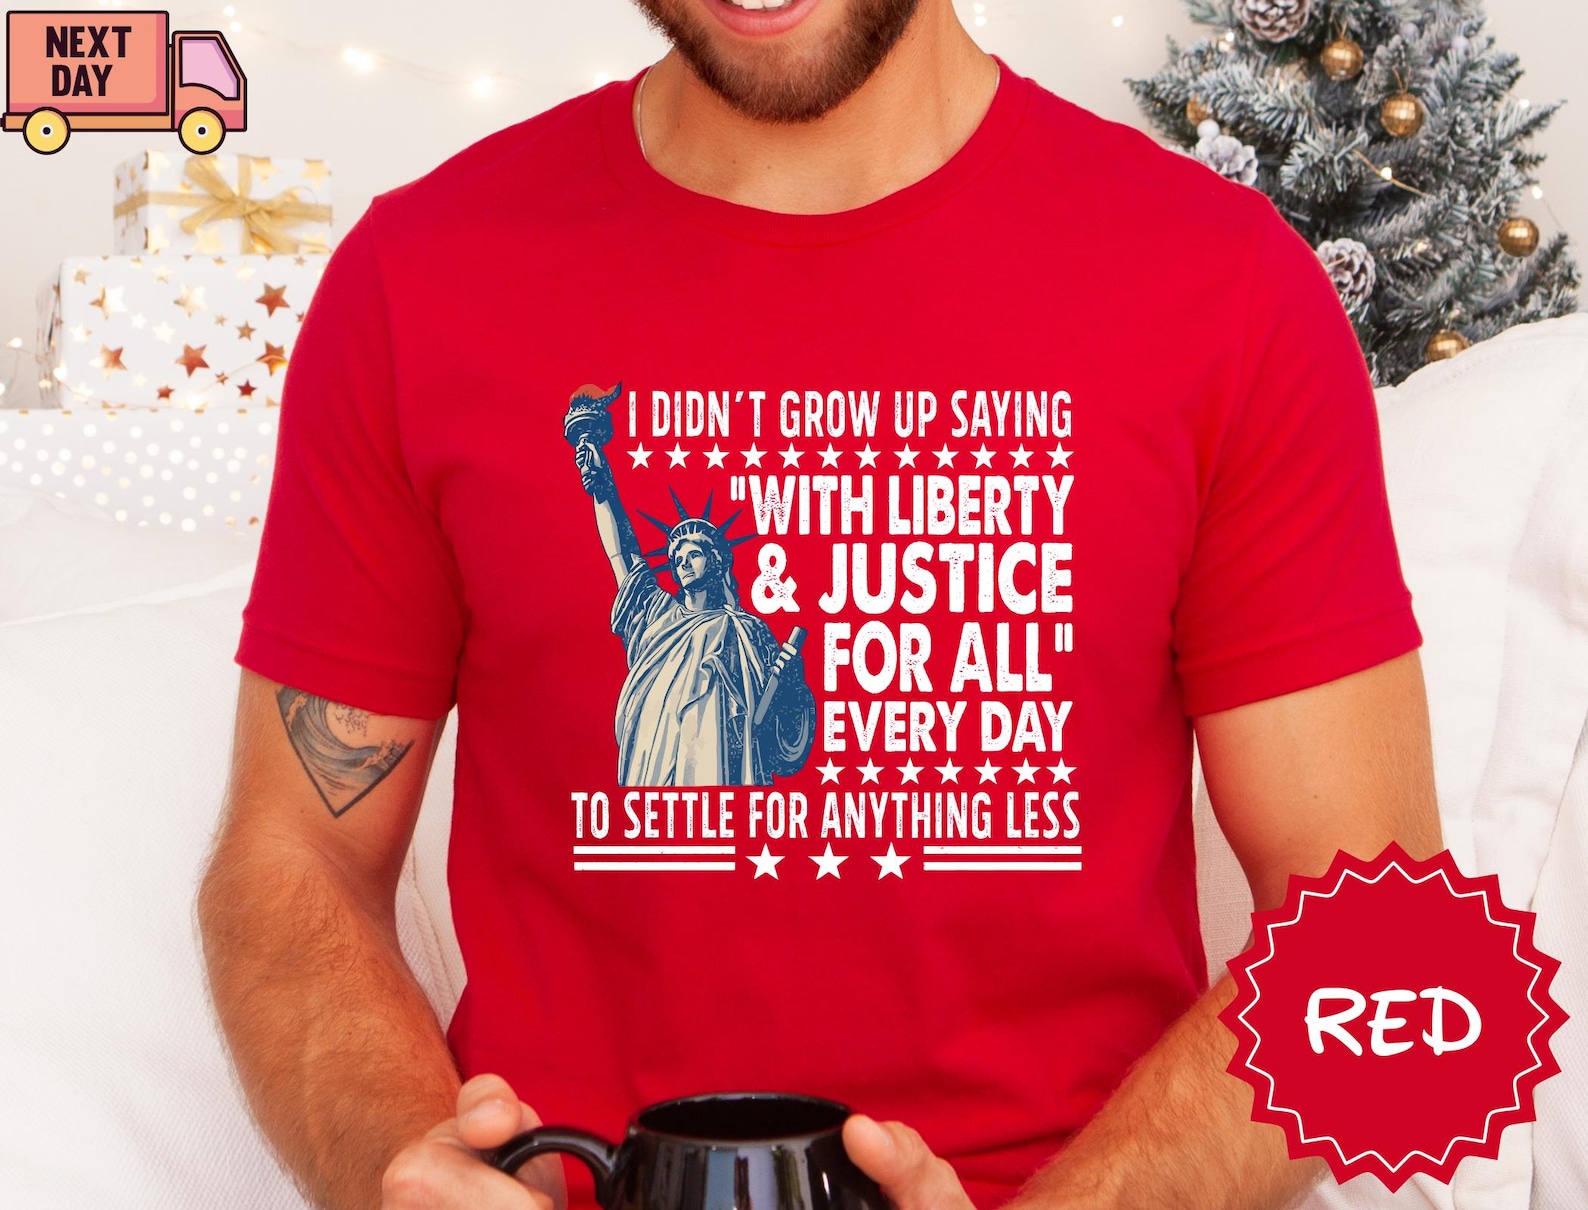 NEXT
DAY
I DIDN'T GROW UP SAYING
"WITH LIBERTY
& JUSTICE
FOR ALL"
EVERY DAY
TO SETTLE FOR ANYTHING LESS
RED